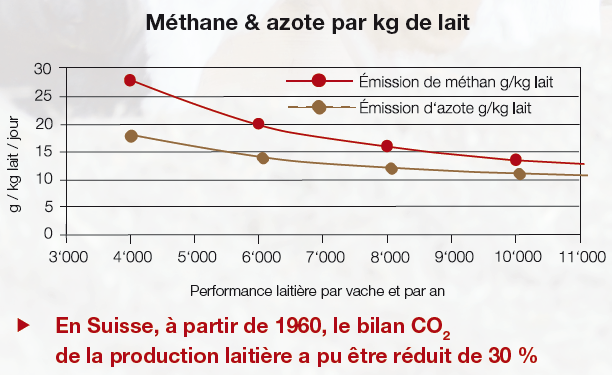 Méthane & azote par kg de lait
30
25
20
15
10
5
0
g / kg lait / jour
Émission de méthan g/kg lait
Émission d‘azote g/kg lait
3‘000 4‘000 5‘000 6‘000 7‘000 8‘000 9‘000 10‘000 11‘000
Performance laitière par vache et par an
En Suisse, à partir de 1960, le bilan CO₂
de la production laitière a pu être réduit de 30 %